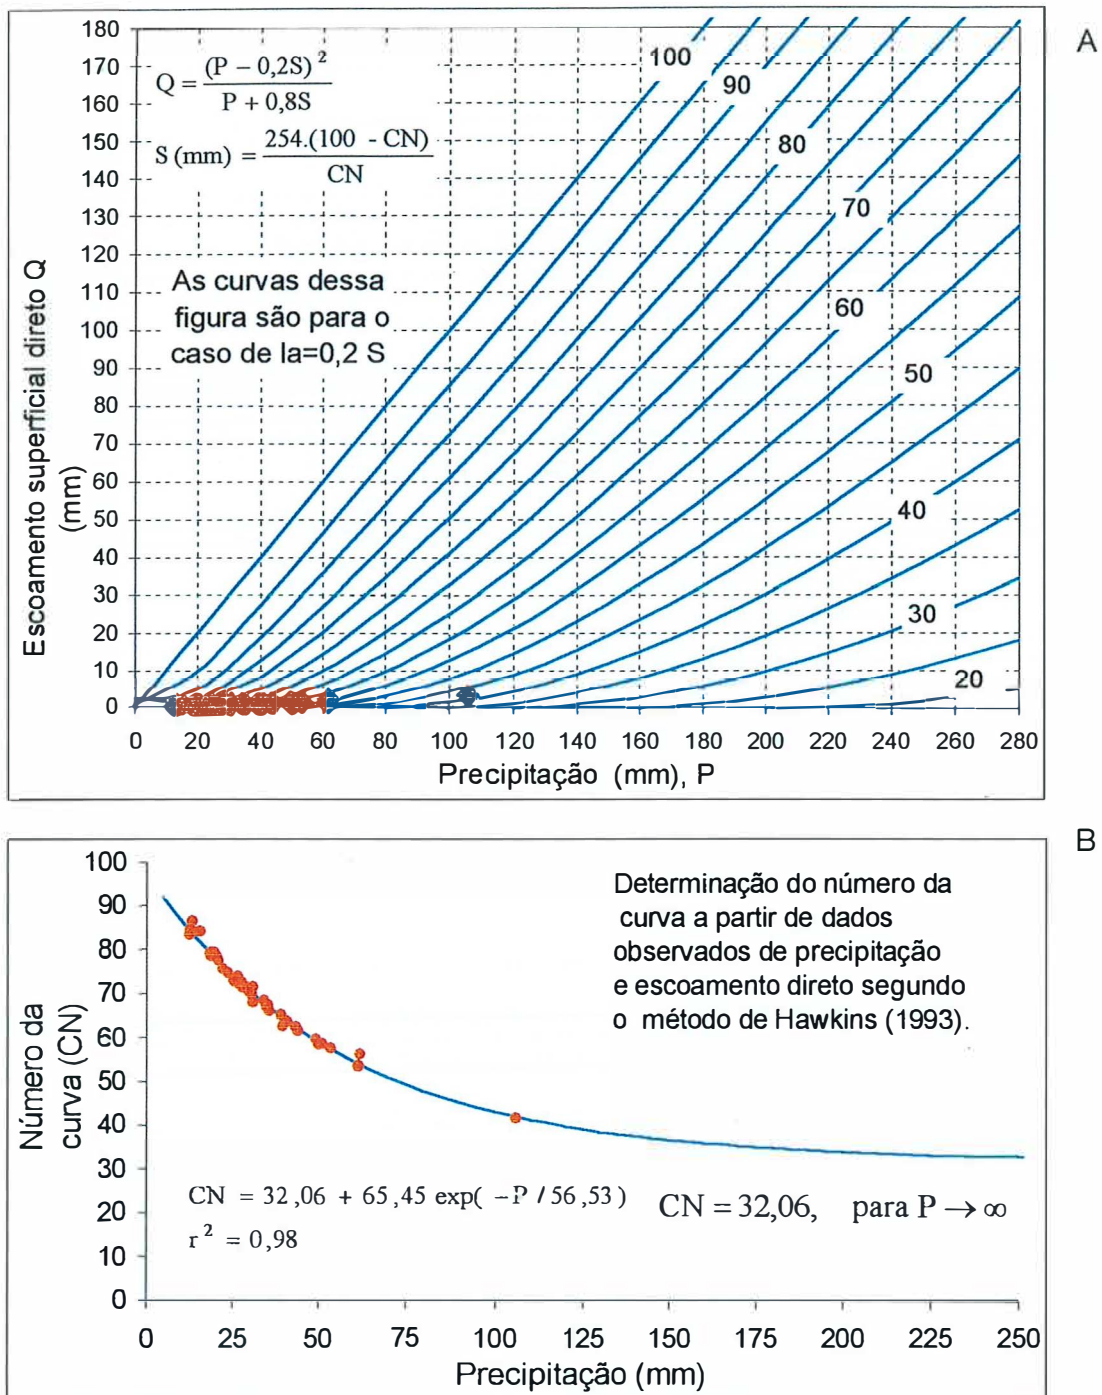 A
180
170
160
150
140
130
120
110
100
90
80
70
60
50
40
30
20
10
0
Escoamento superficial direto Q
(mm)
Q = (P − 0,2S)² / P + 0,8S
S (mm) = 254.(100 - CN) / CN
As curvas dessa
figura são para o
caso de Ia=0,2 S
100
90
80
70
60
50
40
30
20
0 20 40 60 80 100 120 140 160 180 200 220 240 260 280
Precipitação (mm), P
B
100
90
80
70
60
50
40
30
20
10
0
Número da
curva (CN)
Determinação do número da
curva a partir de dados
observados de precipitação
e escoamento direto segundo
o método de Hawkins (1993).
CN = 32,06 + 65,45 exp( −P / 56,53 )
r² = 0,98
CN = 32,06, para P → ∞
0 25 50 75 100 125 150 175 200 225 250
Precipitação (mm)